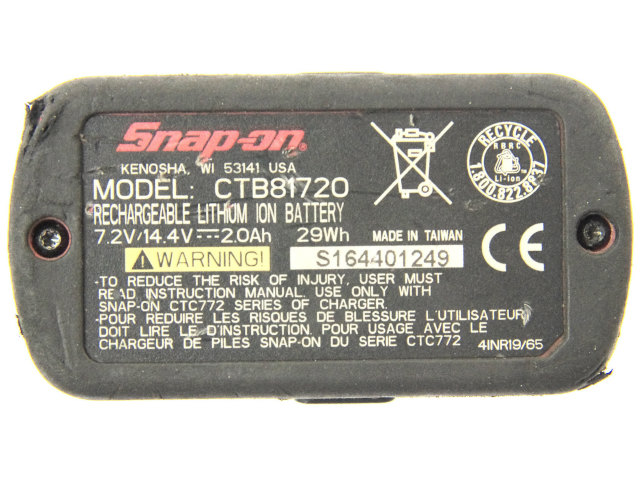 Snap-on®
KENOSHA, WI 53141 USA
MODEL: CTB81720
RECHARGEABLE LITHIUM ION BATTERY
7.2V/14.4V⎓2.0Ah 29Wh MADE IN TAIWAN
WARNING! S164401249
-TO REDUCE THE RISK OF INJURY, USER MUST
READ INSTRUCTION MANUAL. USE ONLY WITH
SNAP-ON CTC772 SERIES OF CHARGER.
-POUR REDUIRE LES RISQUES DE BLESSURE L'UTILISATEUR
DOIT LIRE LE D'INSTRUCTION. POUR USAGE AVEC LE
CHARGEUR DE PILES SNAP-ON DU SERIE CTC772
4INR19/65
RECYCLE
RBRC
Li-ion
1.800.822.8837
CE